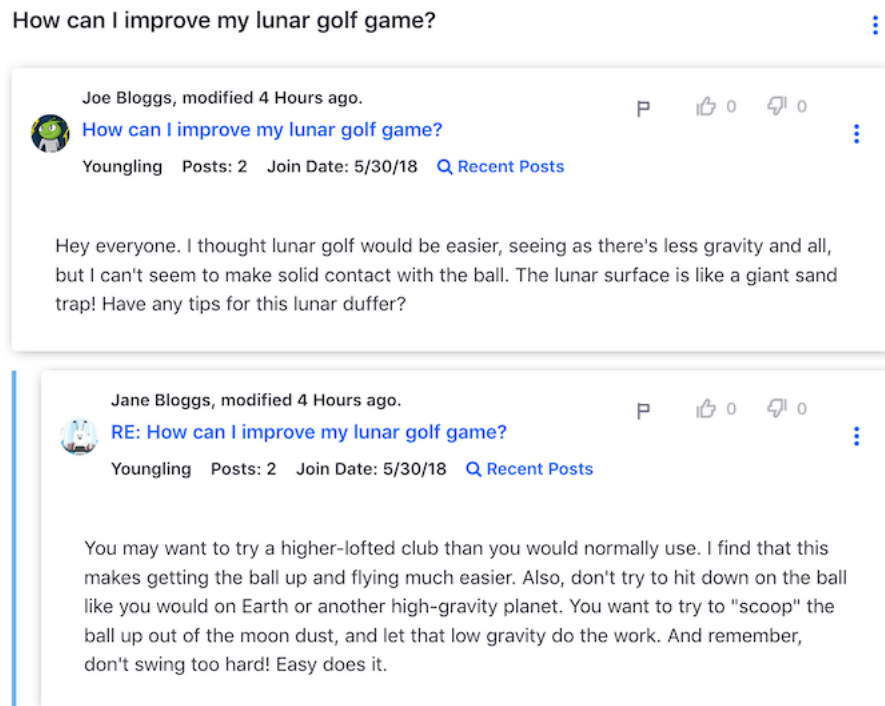 How can I improve my lunar golf game?
Joe Bloggs, modified 4 Hours ago.
0 0
How can I improve my lunar golf game?
Youngling Posts: 2 Join Date: 5/30/18 Recent Posts
Hey everyone. I thought lunar golf would be easier, seeing as there's less gravity and all,
but I can't seem to make solid contact with the ball. The lunar surface is like a giant sand
trap! Have any tips for this lunar duffer?
Jane Bloggs, modified 4 Hours ago.
0 0
RE: How can I improve my lunar golf game?
Youngling Posts: 2 Join Date: 5/30/18 Recent Posts
You may want to try a higher-lofted club than you would normally use. I find that this
makes getting the ball up and flying much easier. Also, don't try to hit down on the ball
like you would on Earth or another high-gravity planet. You want to try to "scoop" the
ball up out of the moon dust, and let that low gravity do the work. And remember,
don't swing too hard! Easy does it.